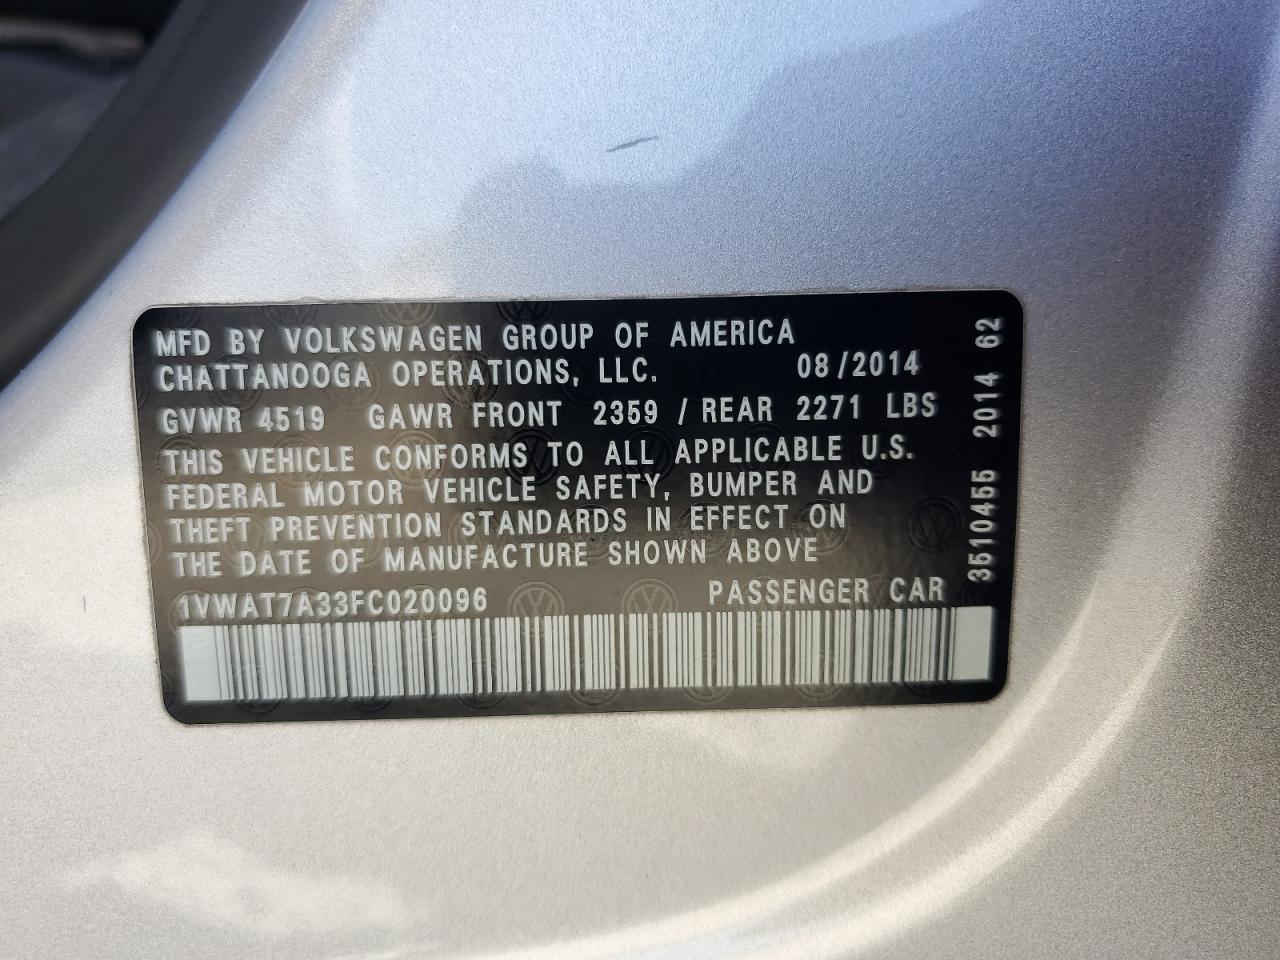 MFD BY VOLKSWAGEN GROUP OF AMERICA
CHATTANOOGA OPERATIONS, LLC. 08/2014
GVWR 4519 GAWR FRONT 2359 / REAR 2271 LBS
THIS VEHICLE CONFORMS TO ALL APPLICABLE U.S.
FEDERAL MOTOR VEHICLE SAFETY, BUMPER AND
THEFT PREVENTION STANDARDS IN EFFECT ON
THE DATE OF MANUFACTURE SHOWN ABOVE
1VWAT7A33FC020096 PASSENGER CAR
3510455 2014 62